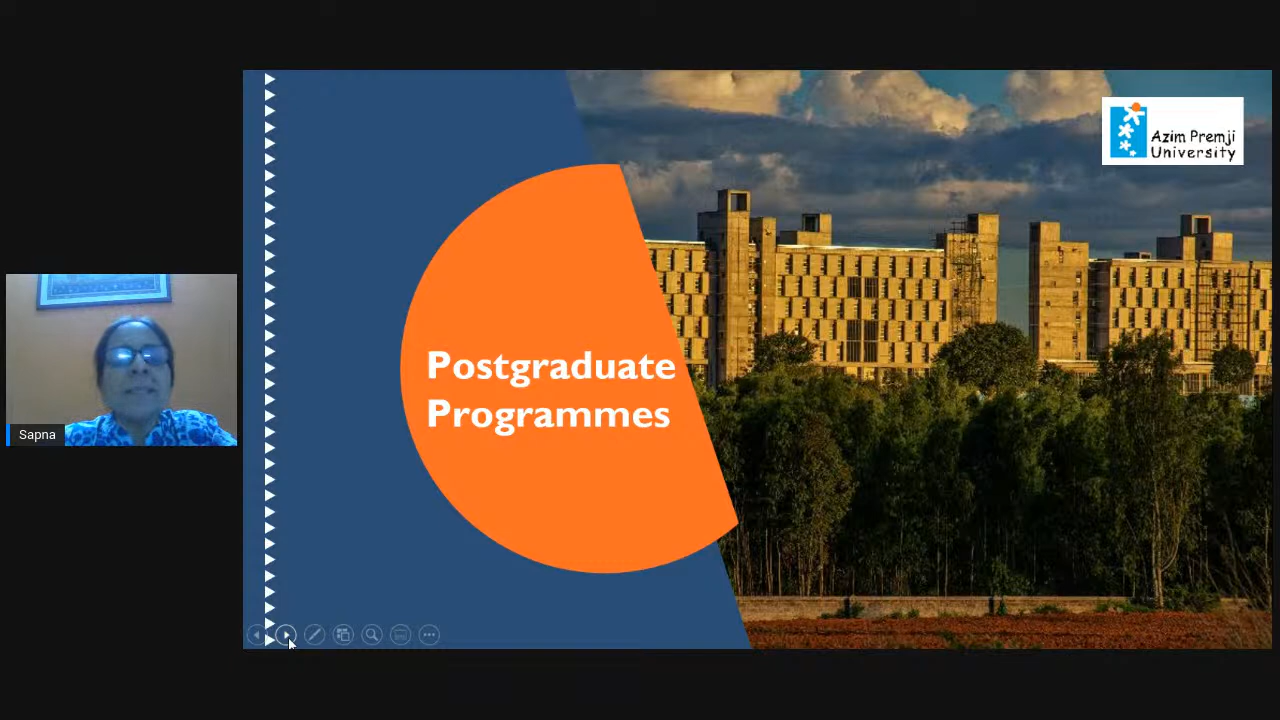 Azim Premji
University
Postgraduate
Programmes
Sapna